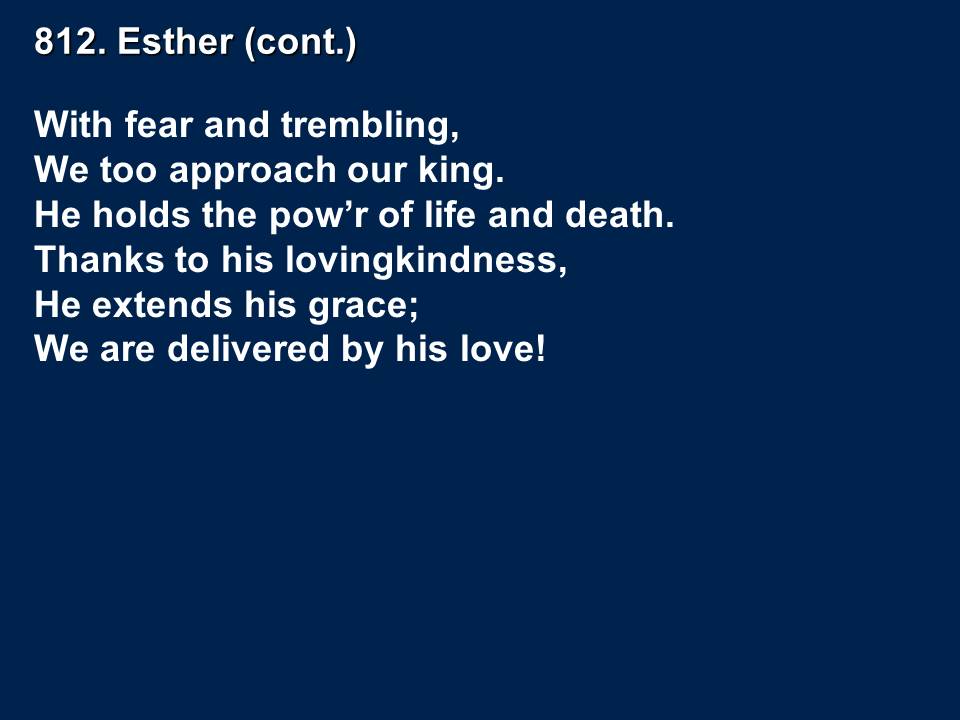 812. Esther (cont.)
With fear and trembling,
We too approach our king.
He holds the pow’r of life and death.
Thanks to his lovingkindness,
He extends his grace;
We are delivered by his love!